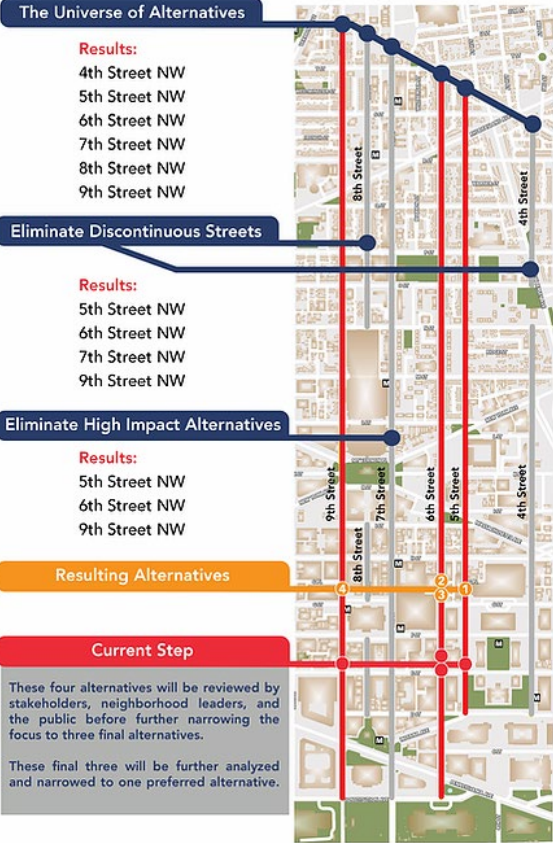 The Universe of Alternatives
Results:
4th Street NW
5th Street NW
6th Street NW
7th Street NW
8th Street NW
9th Street NW
Eliminate Discontinuous Streets
Results:
5th Street NW
6th Street NW
7th Street NW
9th Street NW
Eliminate High Impact Alternatives
Results:
5th Street NW
6th Street NW
9th Street NW
Resulting Alternatives
Current Step
These four alternatives will be reviewed by
stakeholders, neighborhood leaders, and
the public before further narrowing the
focus to three final alternatives.
These final three will be further analyzed
and narrowed to one preferred alternative.
8th Street
4th Street
9th Street
7th Street
6th Street
5th Street
4th Street
8th Street
4
2
3
1